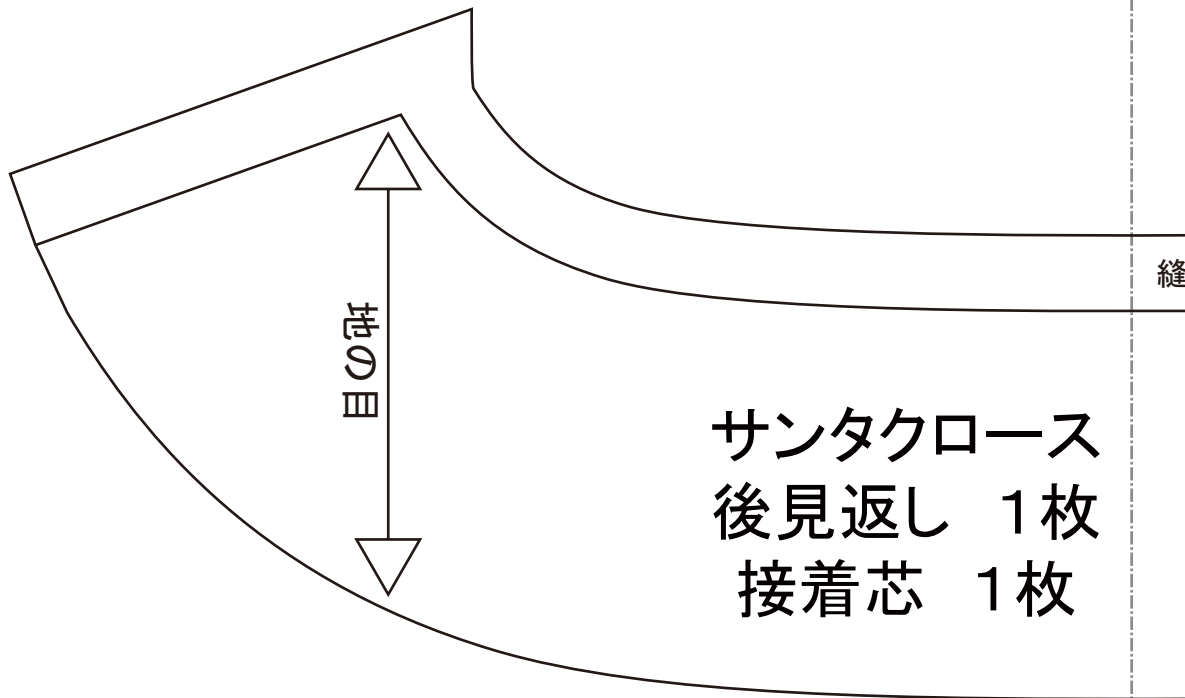 縫
地の目
サンタクロース
後見返し　１枚
接着芯　１枚